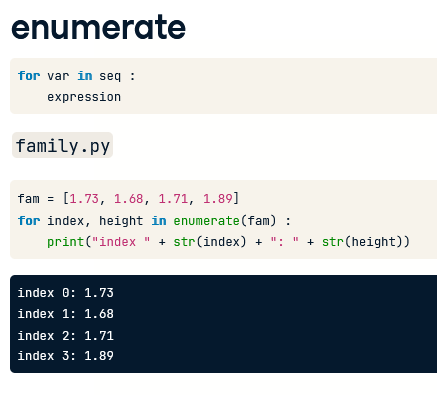 enumerate
for var in seq :
    expression
family.py
fam = [1.73, 1.68, 1.71, 1.89]
for index, height in enumerate(fam) :
    print("index " + str(index) + ": " + str(height))
index 0: 1.73
index 1: 1.68
index 2: 1.71
index 3: 1.89